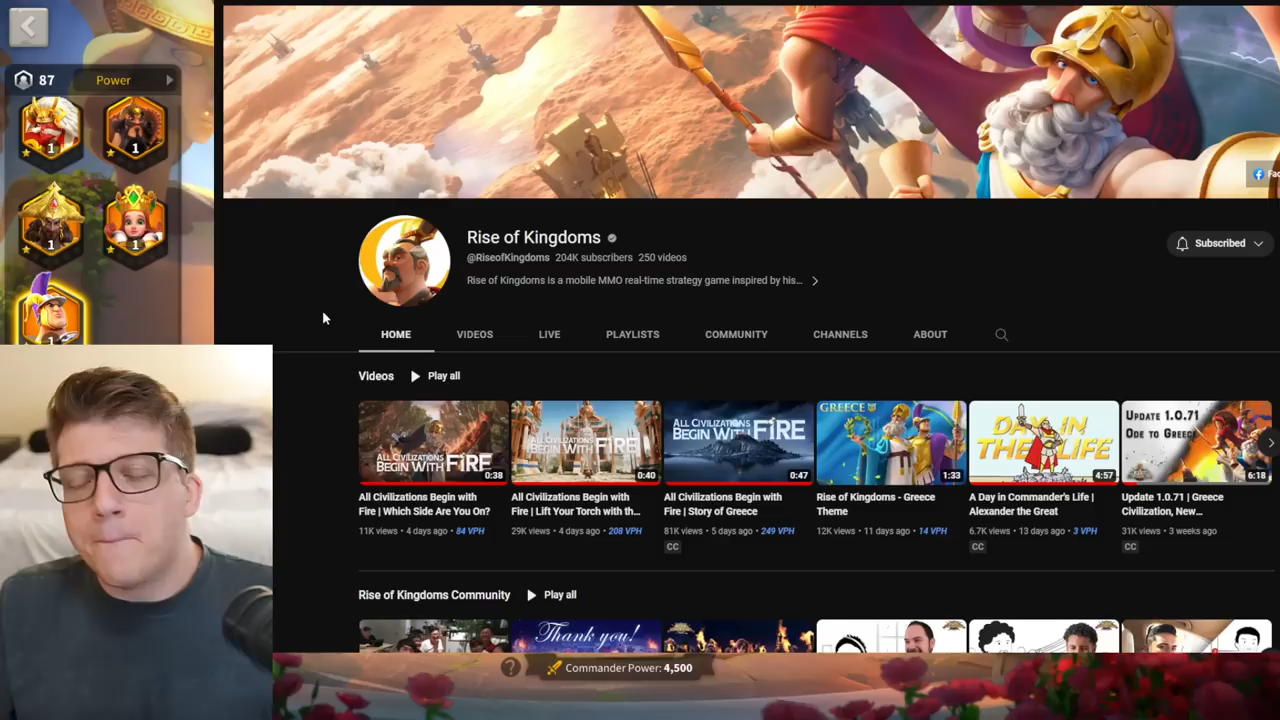 87 Power
1
1
1
1
1
Fac
Rise of Kingdoms
@RiseofKingdoms 204K subscribers 250 videos
Rise of Kingdoms is a mobile MMO real-time strategy game inspired by his...
Subscribed
HOME VIDEOS LIVE PLAYLISTS COMMUNITY CHANNELS ABOUT
Videos Play all
ALL CIVILIZATIONS
BEGIN WITH FIRE
0:38
ALL CIVILIZATIONS
BEGIN WITH FIRE
0:40
ALL CIVILIZATIONS
BEGIN WITH FIRE
0:47
GREECE
1:33
DAY IN
THE LIFE
4:57
UPDATE 1.0.71
ODE TO GREECE
6:18
All Civilizations Begin with
Fire | Which Side Are You On?
11K views • 4 days ago • 84 VPH
All Civilizations Begin with
Fire | Lift Your Torch with th...
29K views • 4 days ago • 208 VPH
All Civilizations Begin with
Fire | Story of Greece
81K views • 5 days ago • 249 VPH
CC
Rise of Kingdoms - Greece
Theme
12K views • 11 days ago • 14 VPH
A Day in Commander's Life |
Alexander the Great
6.7K views • 13 days ago • 3 VPH
CC
Update 1.0.71 | Greece
Civilization, New...
31K views • 3 weeks ago
CC
Rise of Kingdoms Community Play all
Thank you!
? Commander Power: 4,500